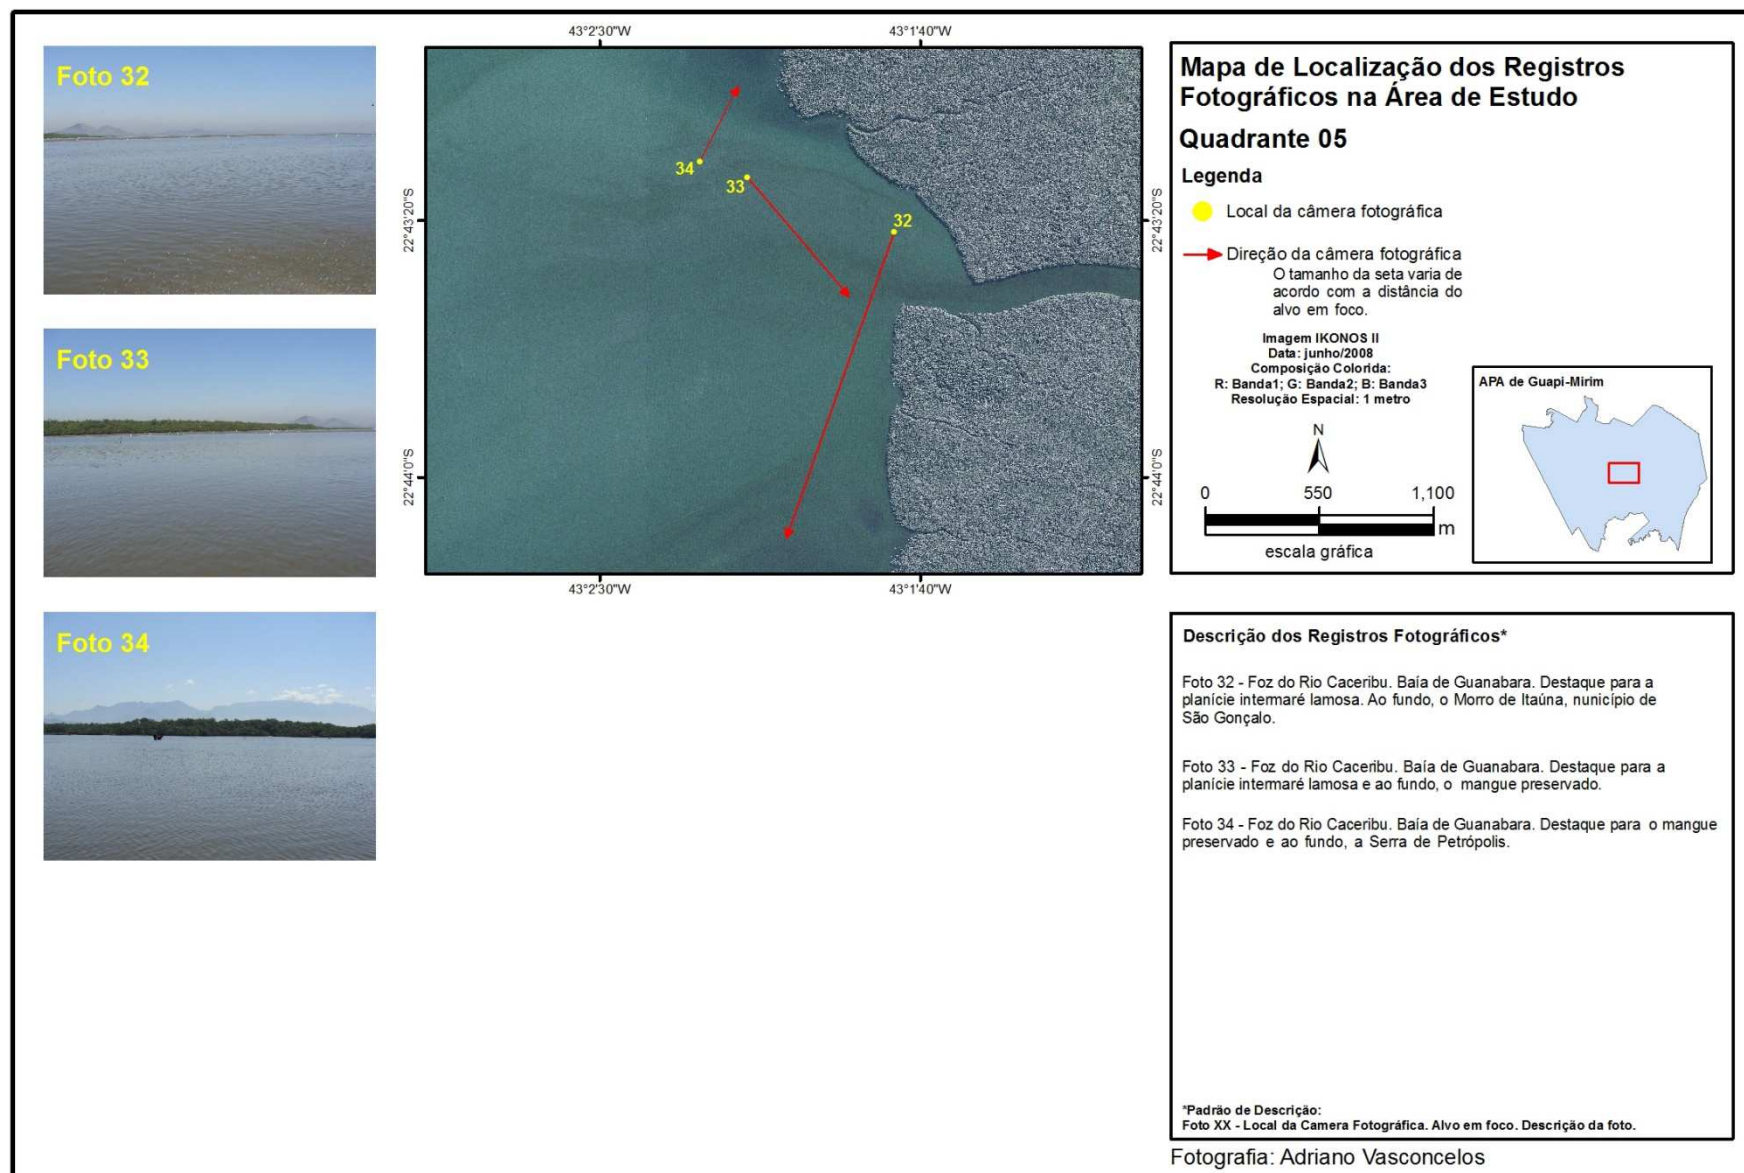 Foto 32
Foto 33
Foto 34
43°2'30"W
43°1'40"W
22°43'20"S
22°44'0"S
34
33
32
22°43'20"S
22°44'0"S
43°2'30"W
43°1'40"W
Mapa de Localização dos Registros
Fotográficos na Área de Estudo
Quadrante 05
Legenda
Local da câmera fotográfica
Direção da câmera fotográfica
O tamanho da seta varia de
acordo com a distância do
alvo em foco.
Imagem IKONOS II
Data: junho/2008
Composição Colorida:
R: Banda1; G: Banda2; B: Banda3
Resolução Espacial: 1 metro
N
0 550 1,100
m
escala gráfica
APA de Guapi-Mirim
Descrição dos Registros Fotográficos*
Foto 32 - Foz do Rio Caceribu. Baía de Guanabara. Destaque para a
planície intermaré lamosa. Ao fundo, o Morro de Itaúna, nunicípio de
São Gonçalo.
Foto 33 - Foz do Rio Caceribu. Baía de Guanabara. Destaque para a
planície intermaré lamosa e ao fundo, o mangue preservado.
Foto 34 - Foz do Rio Caceribu. Baía de Guanabara. Destaque para o mangue
preservado e ao fundo, a Serra de Petrópolis.
*Padrão de Descrição:
Foto XX - Local da Camera Fotográfica. Alvo em foco. Descrição da foto.
Fotografia: Adriano Vasconcelos